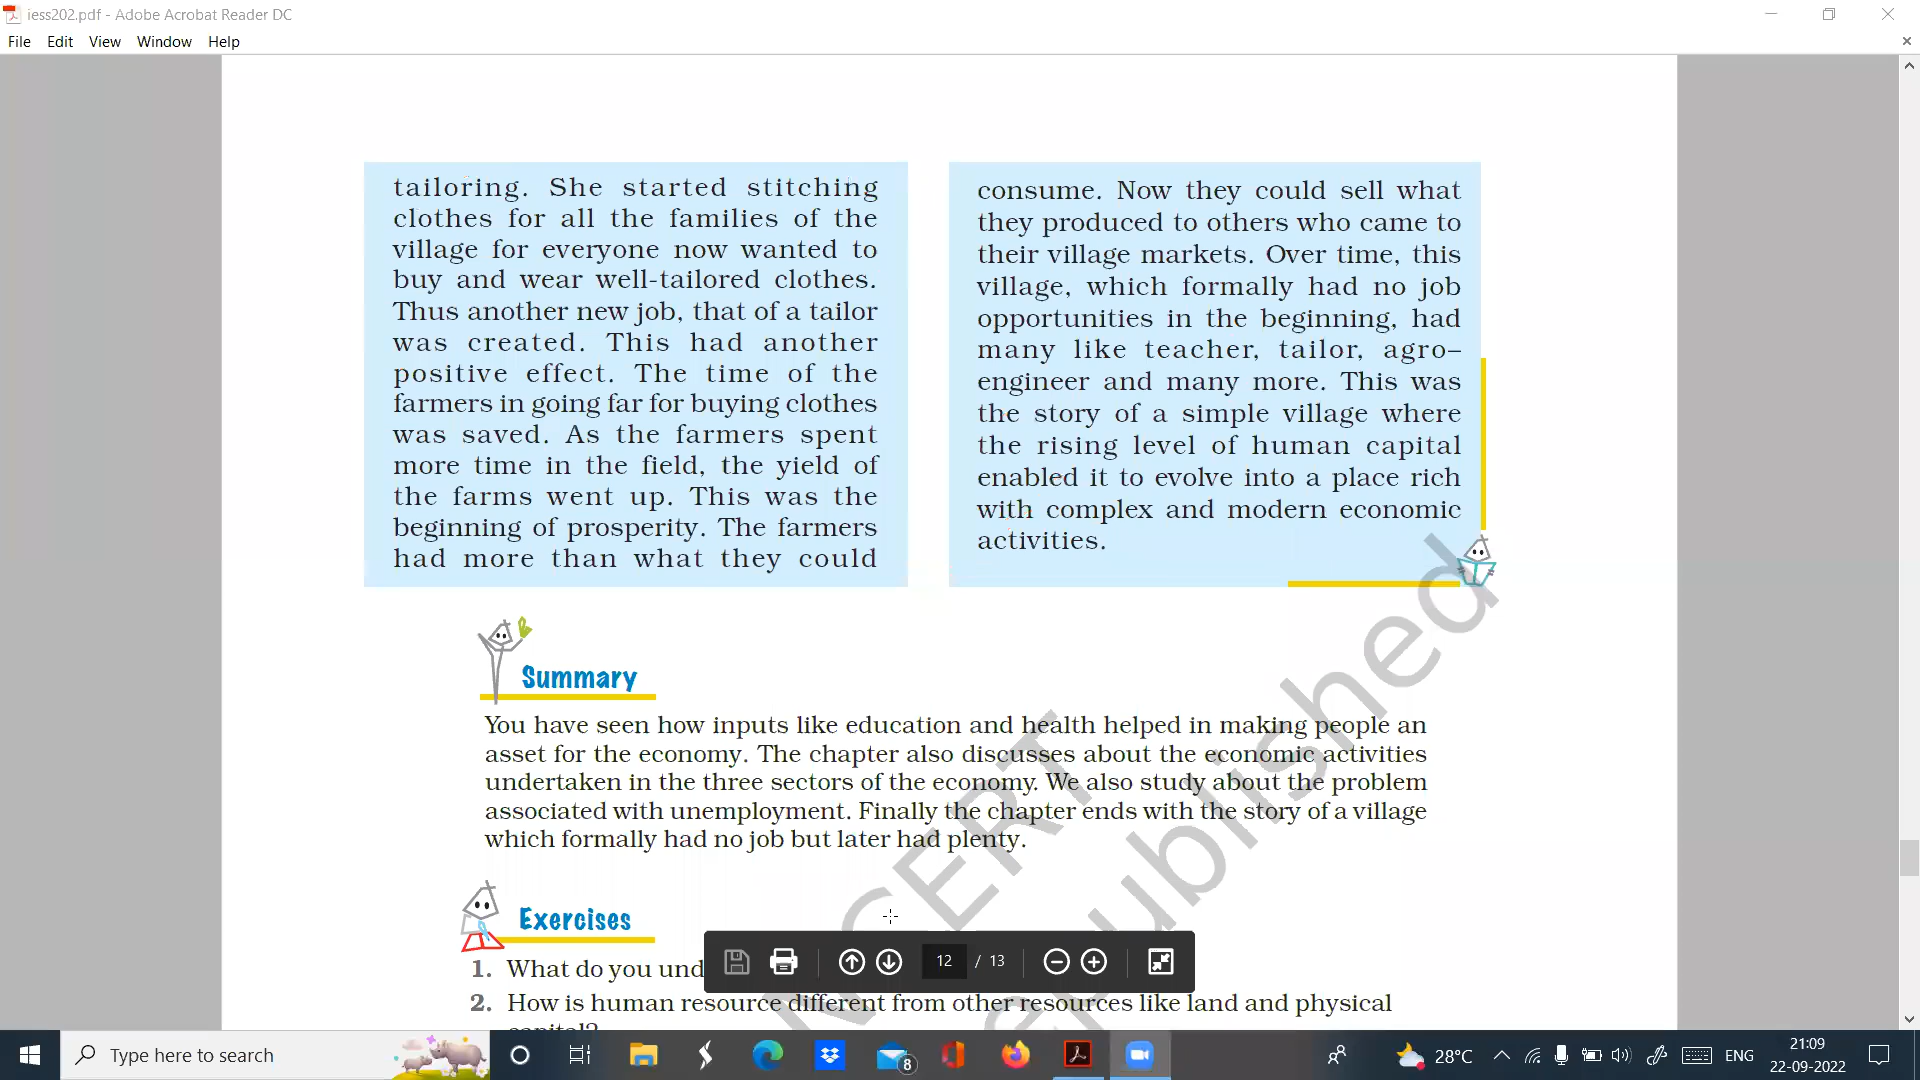 iess202.pdf - Adobe Acrobat Reader DC
File Edit View Window Help
tailoring. She started stitching
clothes for all the families of the
village for everyone now wanted to
buy and wear well-tailored clothes.
Thus another new job, that of a tailor
was created. This had another
positive effect. The time of the
farmers in going far for buying clothes
was saved. As the farmers spent
more time in the field, the yield of
the farms went up. This was the
beginning of prosperity. The farmers
had more than what they could
consume. Now they could sell what
they produced to others who came to
their village markets. Over time, this
village, which formally had no job
opportunities in the beginning, had
many like teacher, tailor, agro–
engineer and many more. This was
the story of a simple village where
the rising level of human capital
enabled it to evolve into a place rich
with complex and modern economic
activities.
Summary
You have seen how inputs like education and health helped in making people an
asset for the economy. The chapter also discusses about the economic activities
undertaken in the three sectors of the economy. We also study about the problem
associated with unemployment. Finally the chapter ends with the story of a village
which formally had no job but later had plenty.
Exercises
1. What do you und
12 / 13
2. How is human resource different from other resources like land and physical
Type here to search
8
28°C
ENG
21:09
22-09-2022